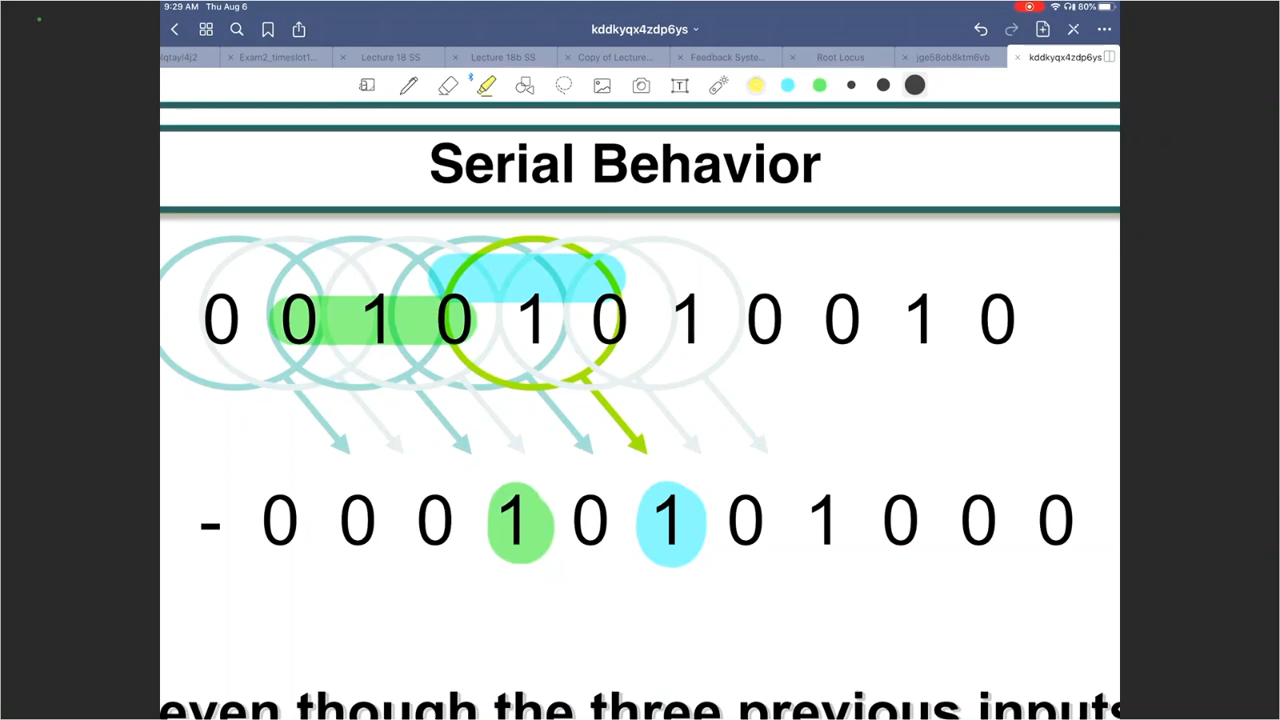 9:29 AM Thu Aug 6
80%
kddkyqx4zdp6ys
lqtayl4j2 Exam2_timeslot1... Lecture 18 SS Lecture 18b SS Copy of Lecture... Feedback Syste... Root Locus jge58ob8ktm6vb kddkyqx4zdp6ys
T
Serial Behavior
0 0 1 0 1 0 1 0 0 1 0
- 0 0 0 1 0 1 0 1 0 0 0
even though the three previous inputs